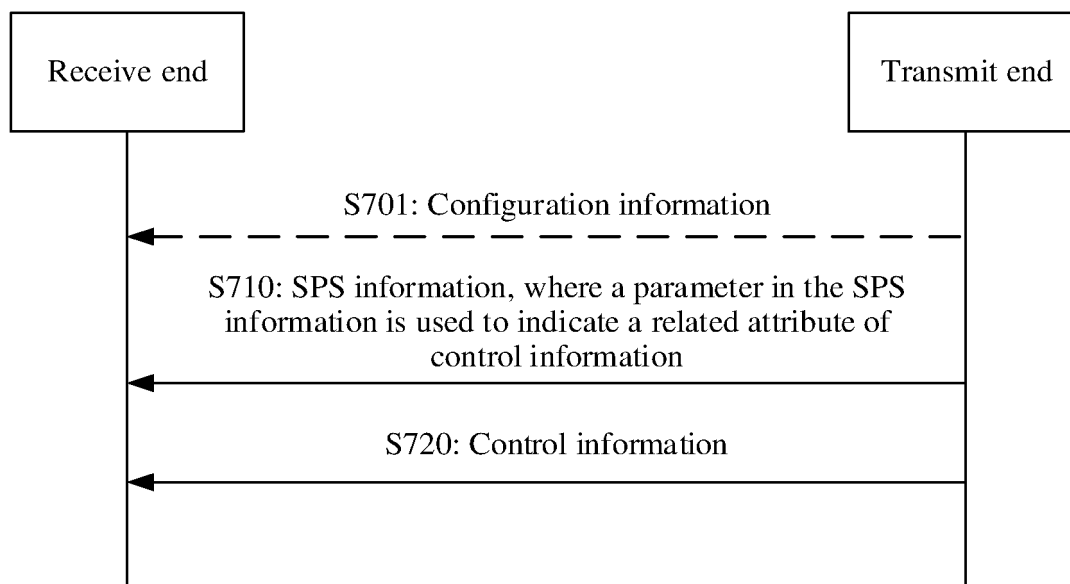 Receive end
Transmit end
S701: Configuration information
S710: SPS information, where a parameter in the SPS
information is used to indicate a related attribute of
control information
S720: Control information